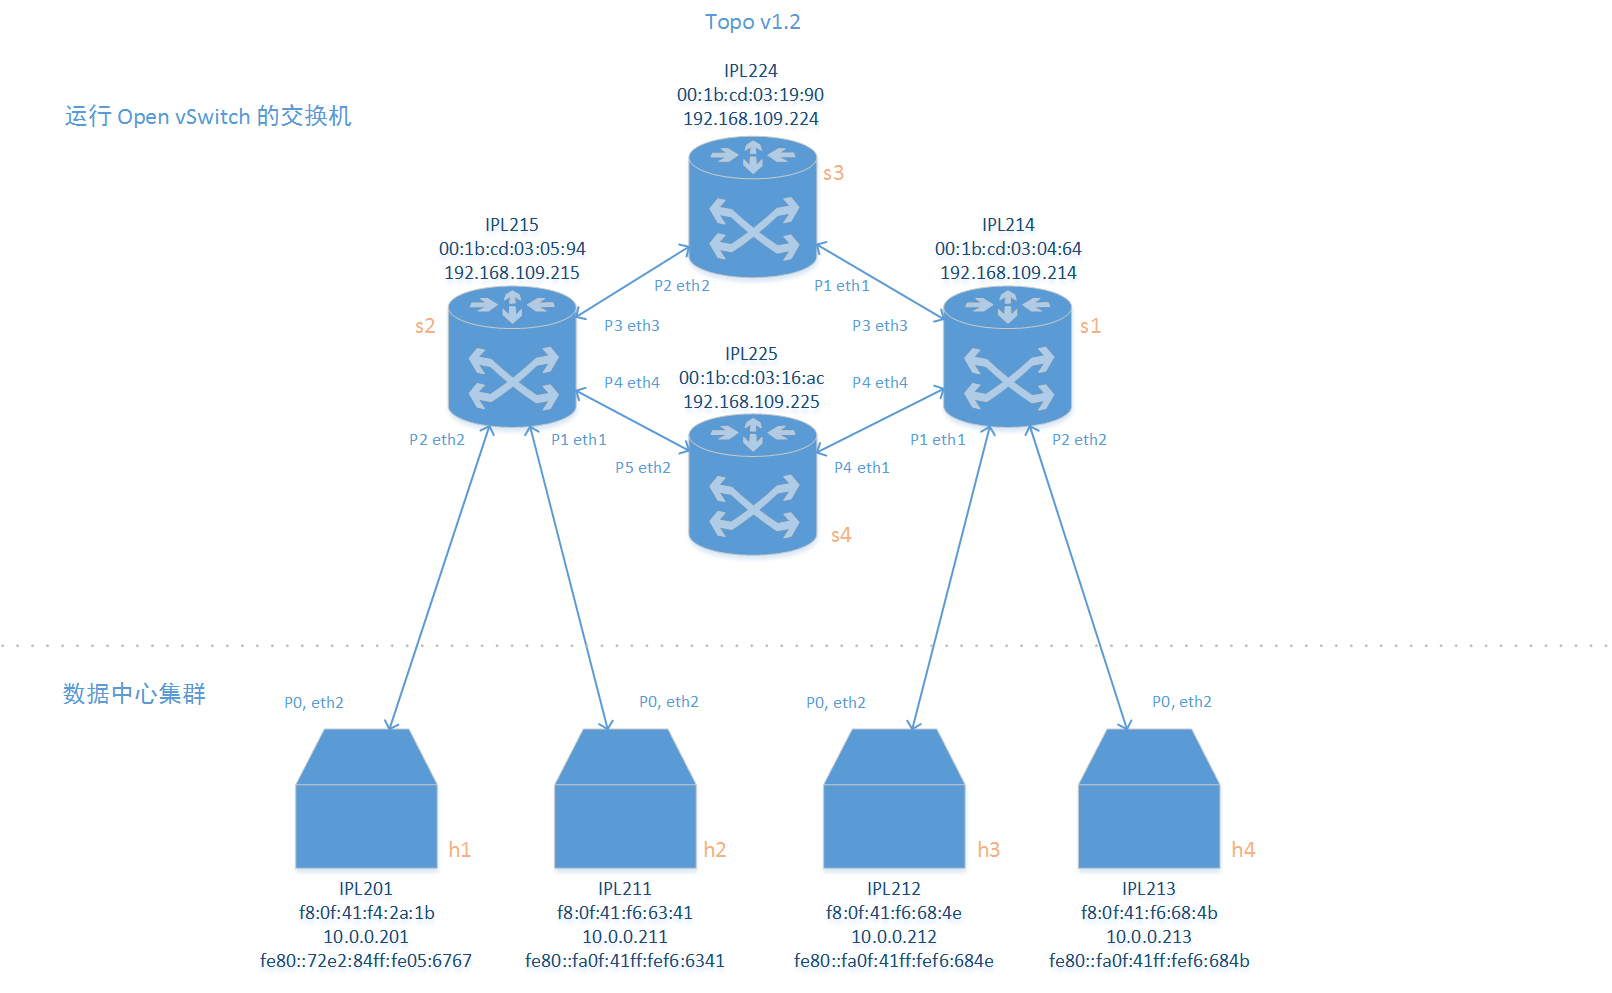 Topo v1.2
IPL224
00:1b:cd:03:19:90
192.168.109.224
运行 Open vSwitch 的交换机
s3
IPL215
00:1b:cd:03:05:94
192.168.109.215
IPL214
00:1b:cd:03:04:64
192.168.109.214
P2 eth2
P1 eth1
s2
P3 eth3
P3 eth3
s1
IPL225
00:1b:cd:03:16:ac
192.168.109.225
P4 eth4
P4 eth4
P2 eth2
P1 eth1
P1 eth1
P2 eth2
P5 eth2
P4 eth1
s4
数据中心集群
P0, eth2
P0, eth2
P0, eth2
P0, eth2
h1
h2
h3
h4
IPL201
f8:0f:41:f4:2a:1b
10.0.0.201
fe80::72e2:84ff:fe05:6767
IPL211
f8:0f:41:f6:63:41
10.0.0.211
fe80::fa0f:41ff:fef6:6341
IPL212
f8:0f:41:f6:68:4e
10.0.0.212
fe80::fa0f:41ff:fef6:684e
IPL213
f8:0f:41:f6:68:4b
10.0.0.213
fe80::fa0f:41ff:fef6:684b